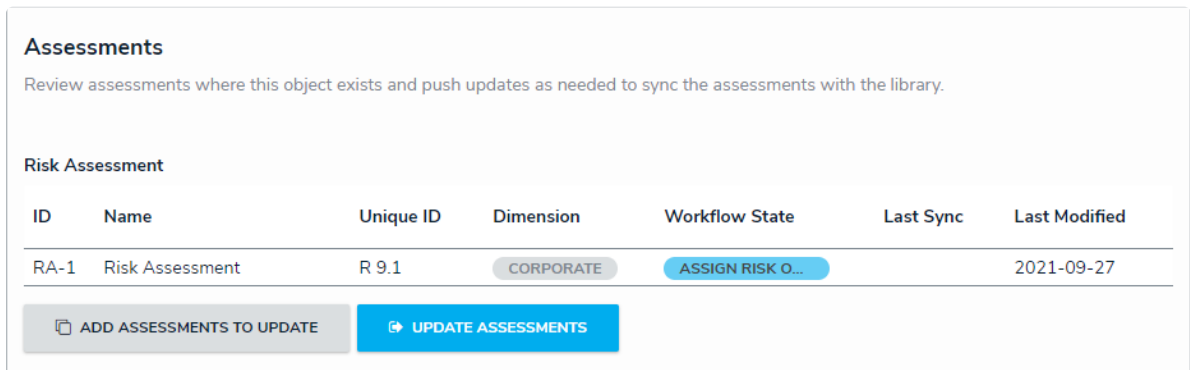 Assessments
Review assessments where this object exists and push updates as needed to sync the assessments with the library.
Risk Assessment
ID Name Unique ID Dimension Workflow State Last Sync Last Modified
RA-1 Risk Assessment R 9.1 CORPORATE ASSIGN RISK O... 2021-09-27
ADD ASSESSMENTS TO UPDATE UPDATE ASSESSMENTS